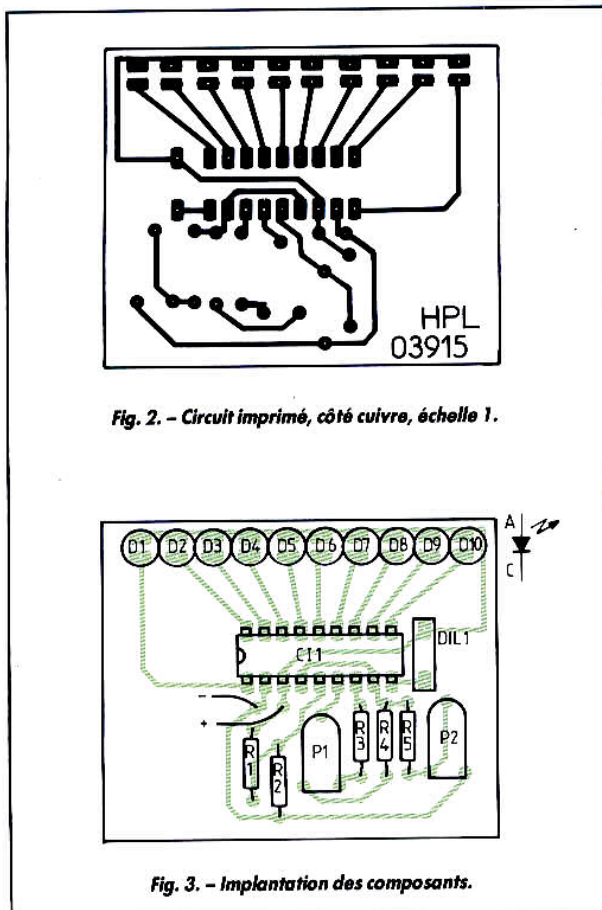 HPL
03915
Fig. 2. – Circuit imprimé, côté cuivre, échelle 1.
D1 D2 D3 D4 D5 D6 D7 D8 D9 D10
A
C
CI1
DIL1
–
+
R1
R2
P1
R3
R4
R5
P2
Fig. 3. – Implantation des composants.